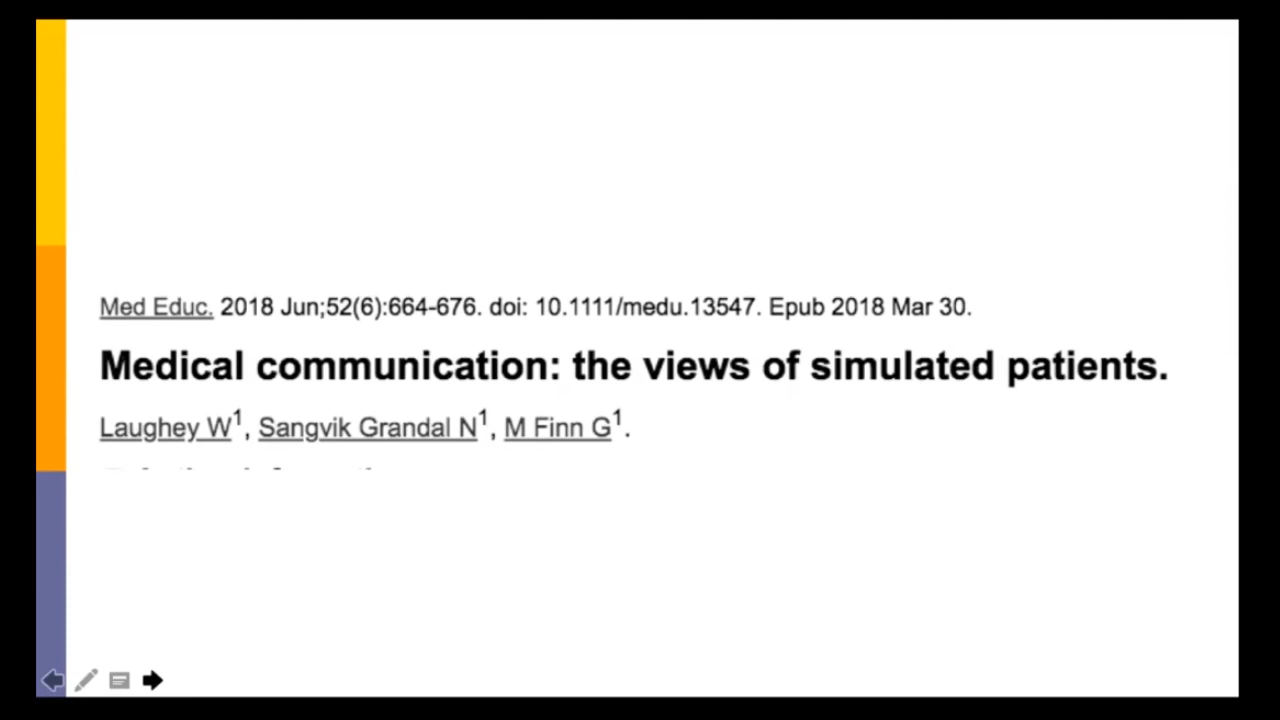 Med Educ. 2018 Jun;52(6):664-676. doi: 10.1111/medu.13547. Epub 2018 Mar 30.
Medical communication: the views of simulated patients.
Laughey W1, Sangvik Grandal N1, M Finn G1.